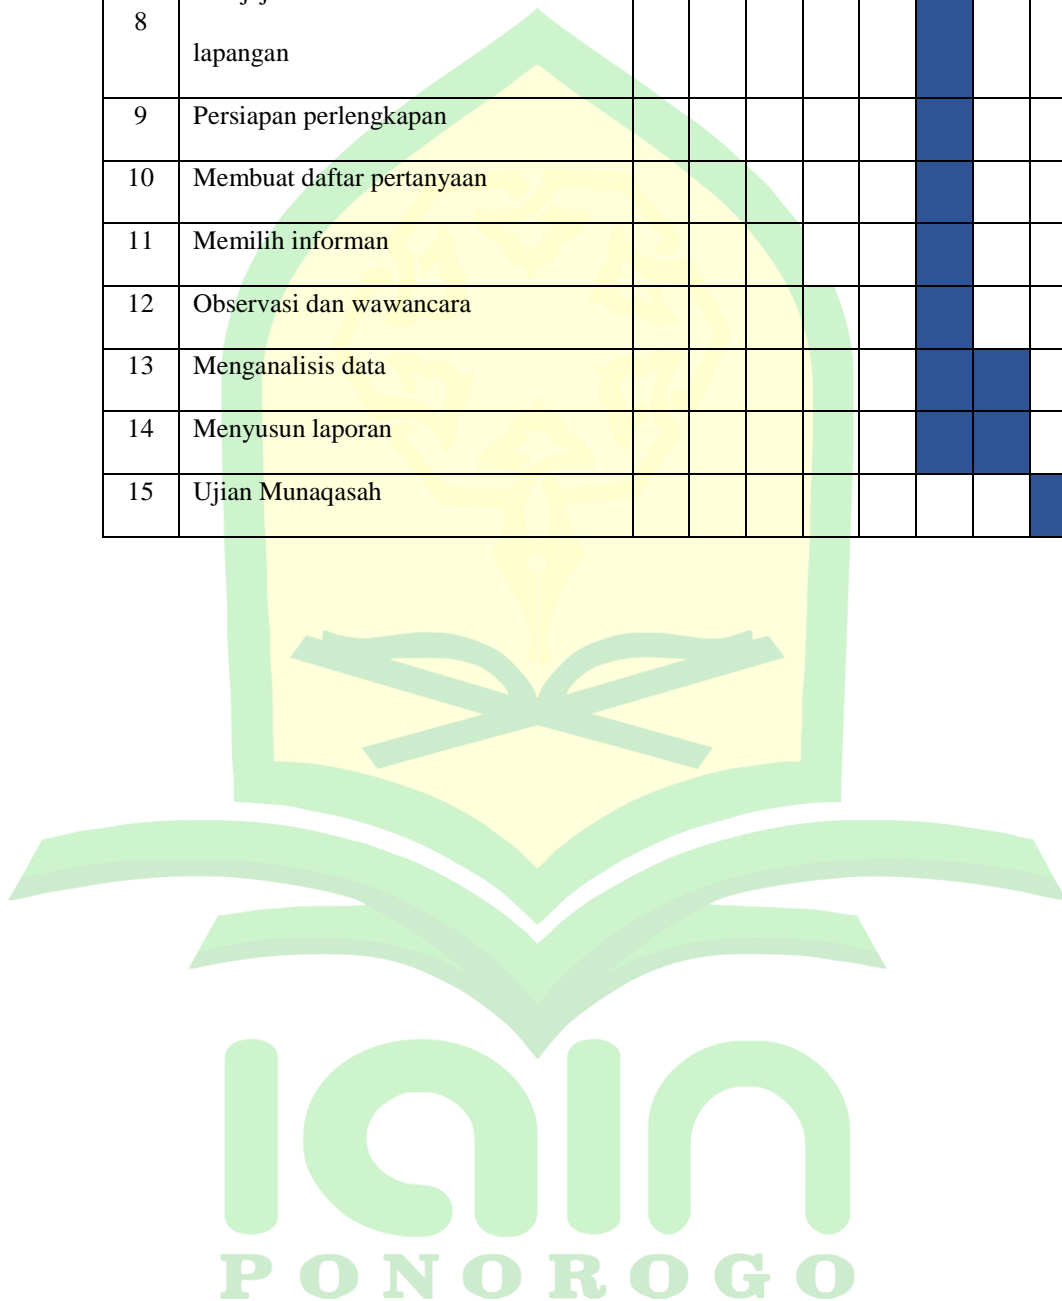 8
lapangan
9 Persiapan perlengkapan
10 Membuat daftar pertanyaan
11 Memilih informan
12 Observasi dan wawancara
13 Menganalisis data
14 Menyusun laporan
15 Ujian Munaqasah
iain
PONOROGO